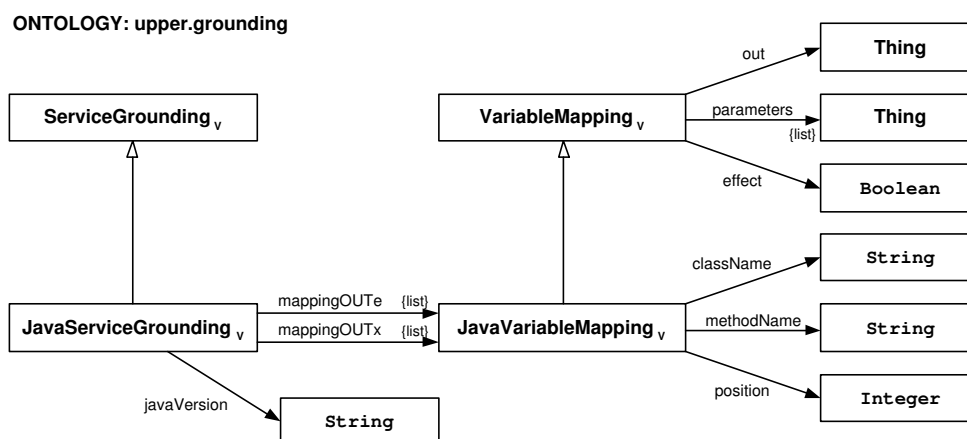 ONTOLOGY: upper.grounding
out
Thing
ServiceGrounding v
VariableMapping v
parameters
{list}
Thing
effect
Boolean
className
String
JavaServiceGrounding v
mappingOUTe {list}
mappingOUTx {list}
JavaVariableMapping v
methodName
String
position
Integer
javaVersion
String